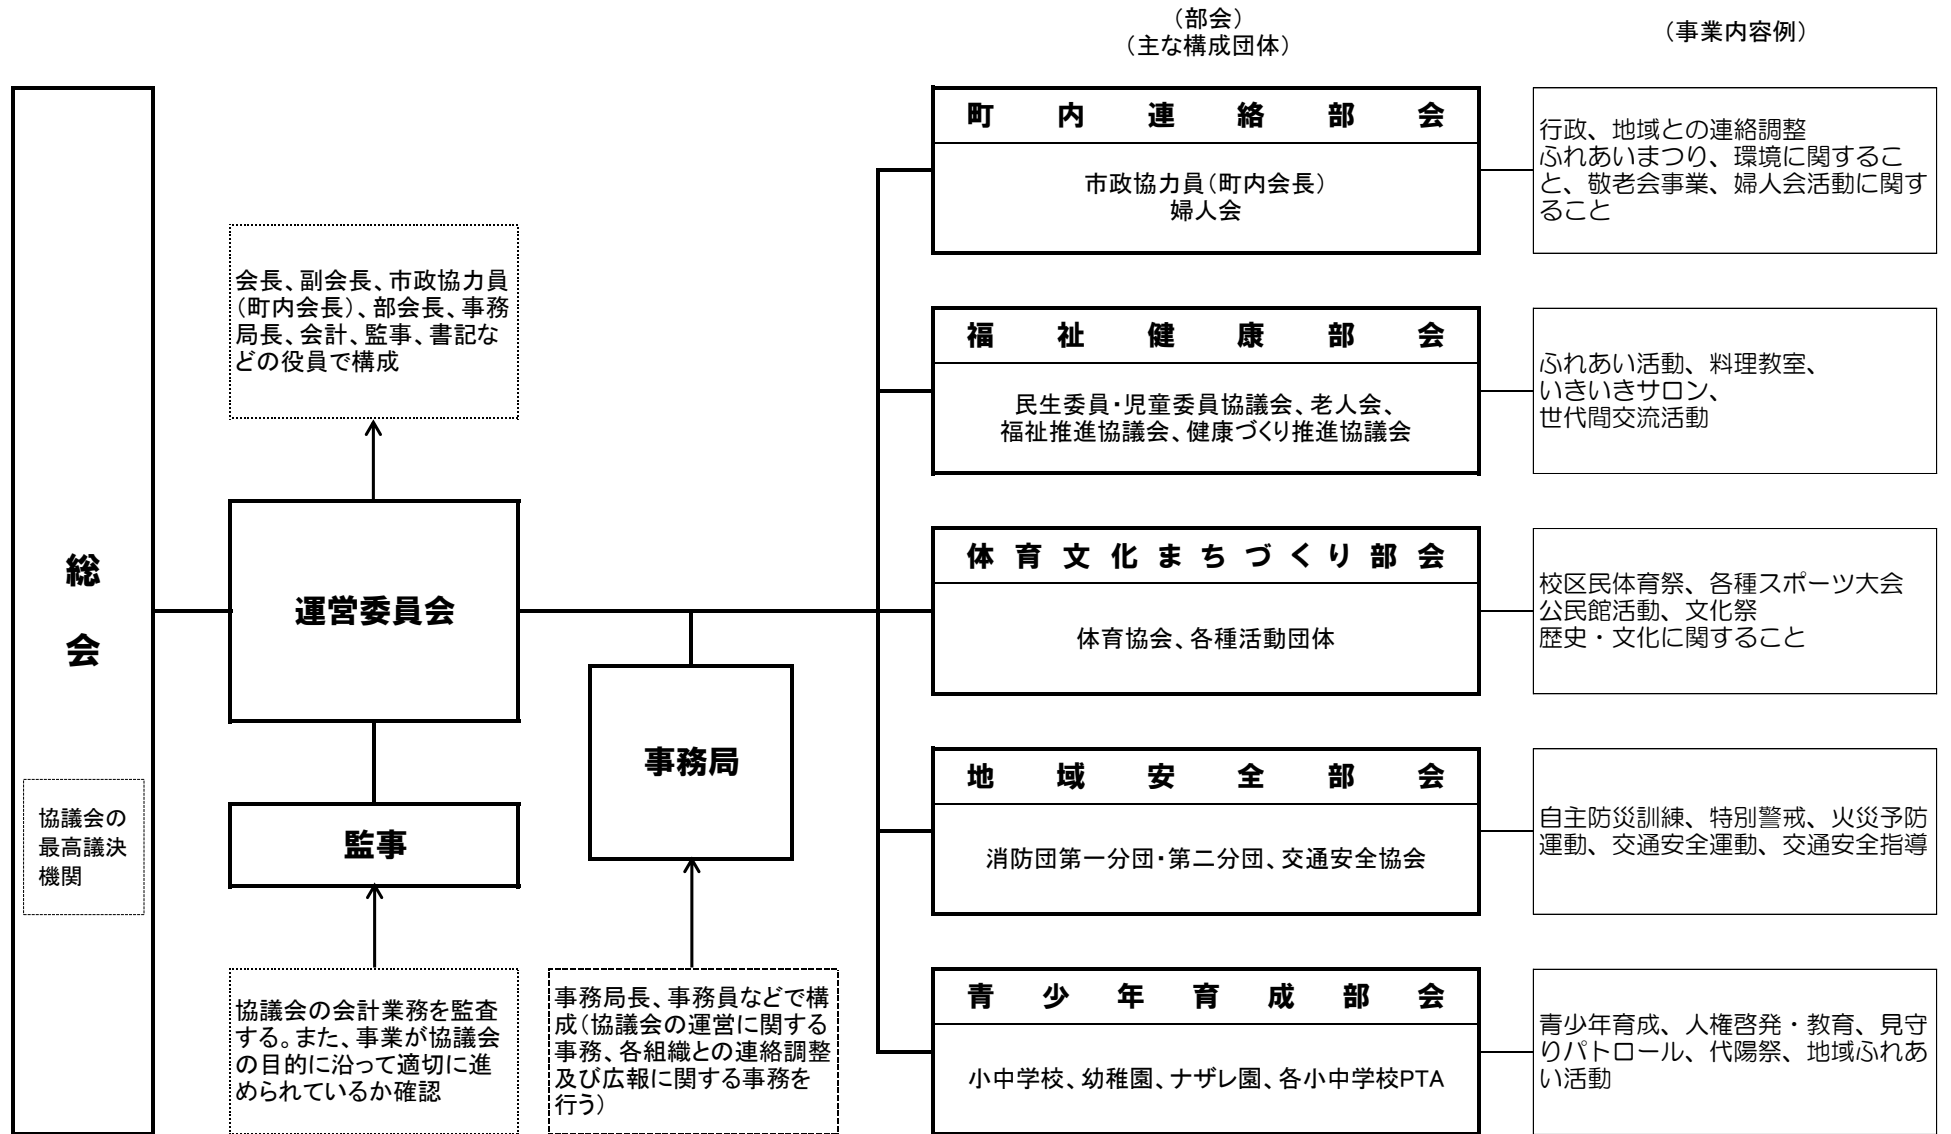 （部会）
（主な構成団体）
（事業内容例）
総
会
協議会の
最高議決
機関
会長、副会長、市政協力員
（町内会長）、部会長、事務
局長、会計、監事、書記な
どの役員で構成
運営委員会
監事
協議会の会計業務を監査
する。また、事業が協議会
の目的に沿って適切に進
められているか確認
事務局
事務局長、事務員などで構
成（協議会の運営に関する
事務、各組織との連絡調整
及び広報に関する事務を
行う）
町内連絡部会
市政協力員（町内会長）
婦人会
行政、地域との連絡調整
ふれあいまつり、環境に関するこ
と、敬老会事業、婦人会活動に関す
ること
福祉健康部会
民生委員・児童委員協議会、老人会、
福祉推進協議会、健康づくり推進協議会
ふれあい活動、料理教室、
いきいきサロン、
世代間交流活動
体育文化まちづくり部会
体育協会、各種活動団体
校区民体育祭、各種スポーツ大会
公民館活動、文化祭
歴史・文化に関すること
地域安全部会
消防団第一分団・第二分団、交通安全協会
自主防災訓練、特別警戒、火災予防
運動、交通安全運動、交通安全指導
青少年育成部会
小中学校、幼稚園、ナザレ園、各小中学校PTA
青少年育成、人権啓発・教育、見守
りパトロール、代陽祭、地域ふれあ
い活動